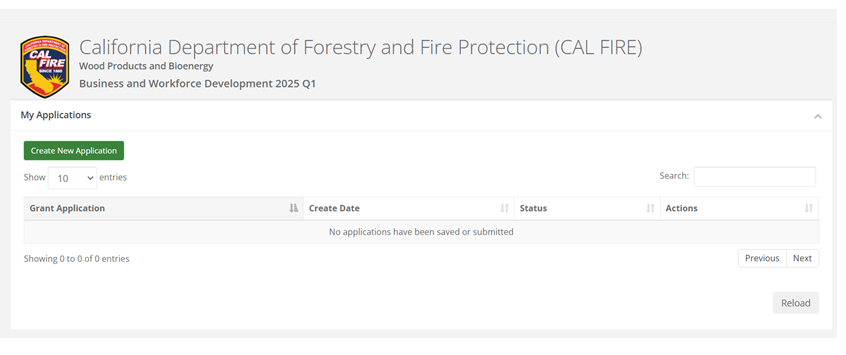 California Department of Forestry and Fire Protection (CAL FIRE)
Wood Products and Bioenergy
Business and Workforce Development 2025 Q1
CAL
FIRE
SINCE 1885
My Applications
Create New Application
Show 10 entries
Search:
Grant Application Create Date Status Actions
No applications have been saved or submitted
Showing 0 to 0 of 0 entries
Previous Next
Reload